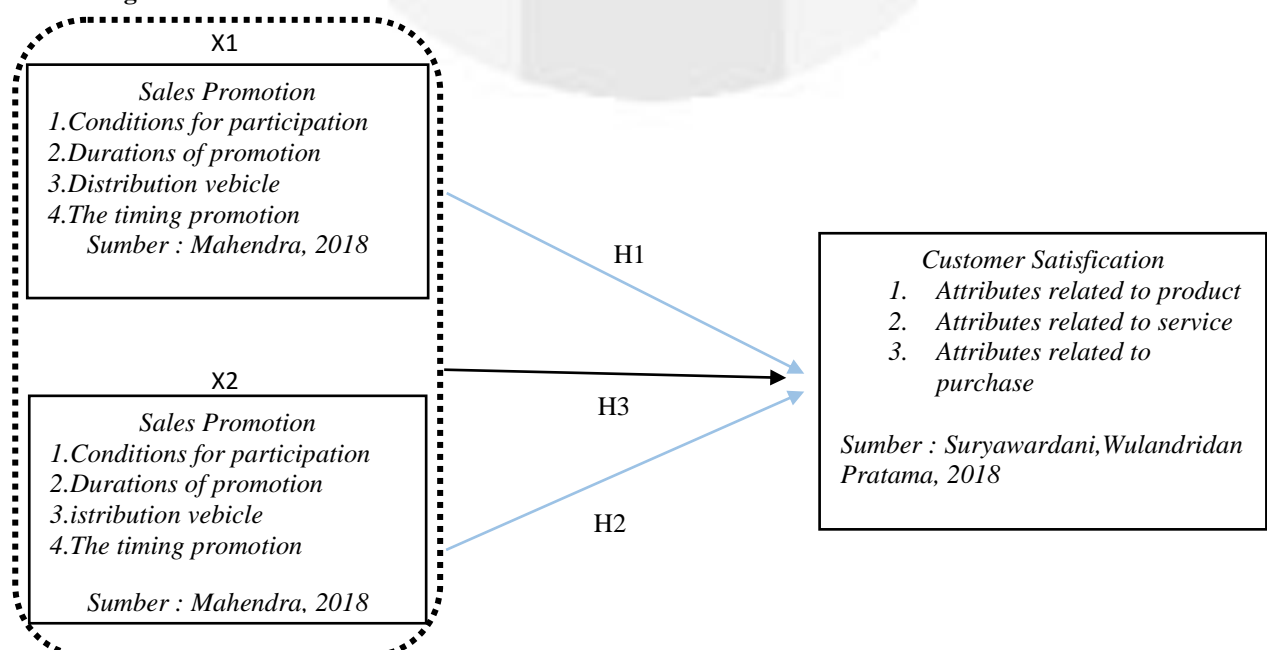 X1
Sales Promotion
1.Conditions for participation
2.Durations of promotion
3.Distribution vebicle
4.The timing promotion
Sumber : Mahendra, 2018
H1
Customer Satisfication
1. Attributes related to product
2. Attributes related to service
3. Attributes related to
purchase
Sumber : Suryawardani,Wulandridan
Pratama, 2018
H3
X2
Sales Promotion
1.Conditions for participation
2.Durations of promotion
3.istribution vehicle
4.The timing promotion
Sumber : Mahendra, 2018
H2